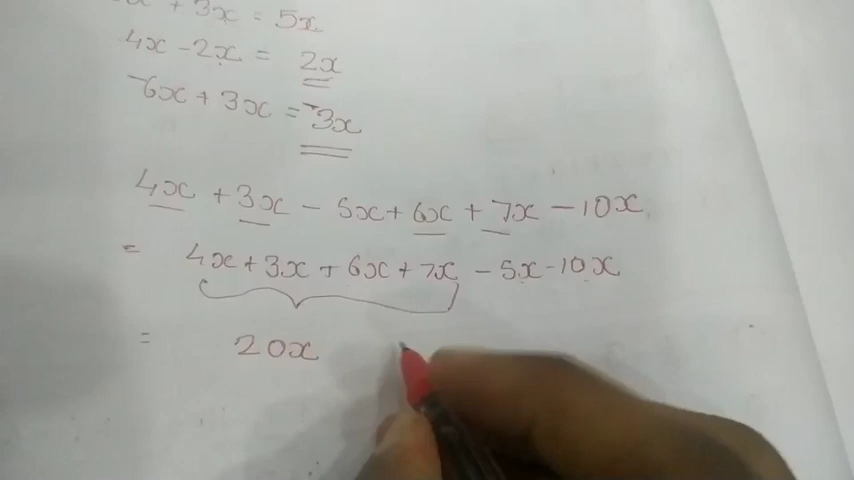 + 3x = 5x
4x - 2x = 2x
-6x + 3x = -3x
4x + 3x - 5x + 6x + 7x - 10x
= 4x + 3x + 6x + 7x - 5x - 10x
= 20x